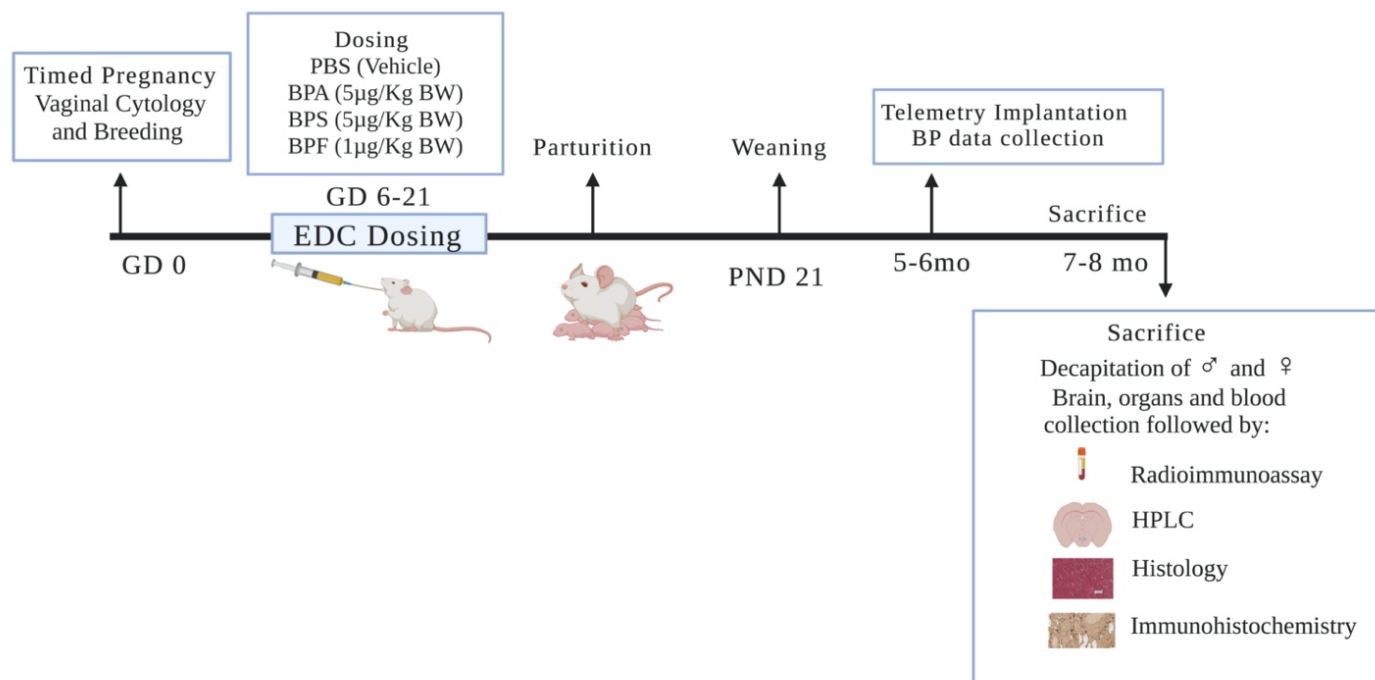 Timed Pregnancy
Vaginal Cytology
and Breeding
Dosing
PBS (Vehicle)
BPA (5µg/Kg BW)
BPS (5µg/Kg BW)
BPF (1µg/Kg BW)
GD 6-21
EDC Dosing
GD 0
Parturition
Weaning
PND 21
Telemetry Implantation
BP data collection
5-6mo
Sacrifice
7-8 mo
Sacrifice
Decapitation of ♂ and ♀
Brain, organs and blood
collection followed by:
Radioimmunoassay
HPLC
Histology
Immunohistochemistry